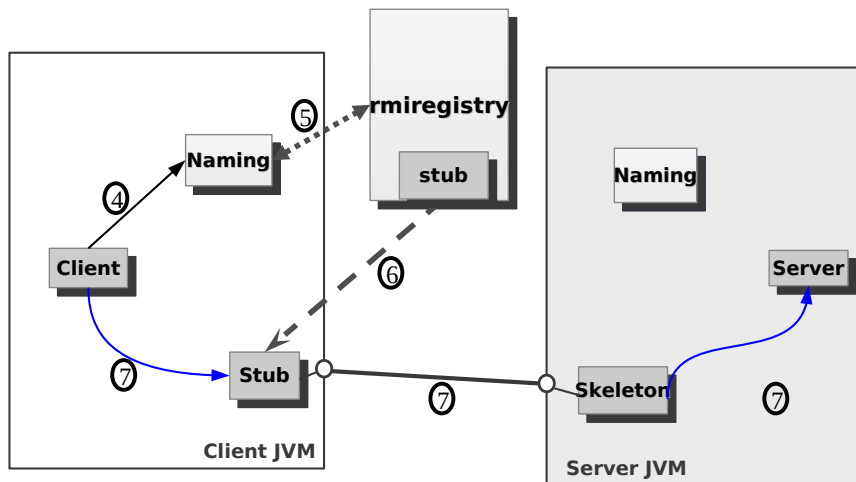 rmiregistry
5
Naming
stub
Naming
4
Client
6
Server
Stub
7
7
Skeleton
7
Client JVM
Server JVM